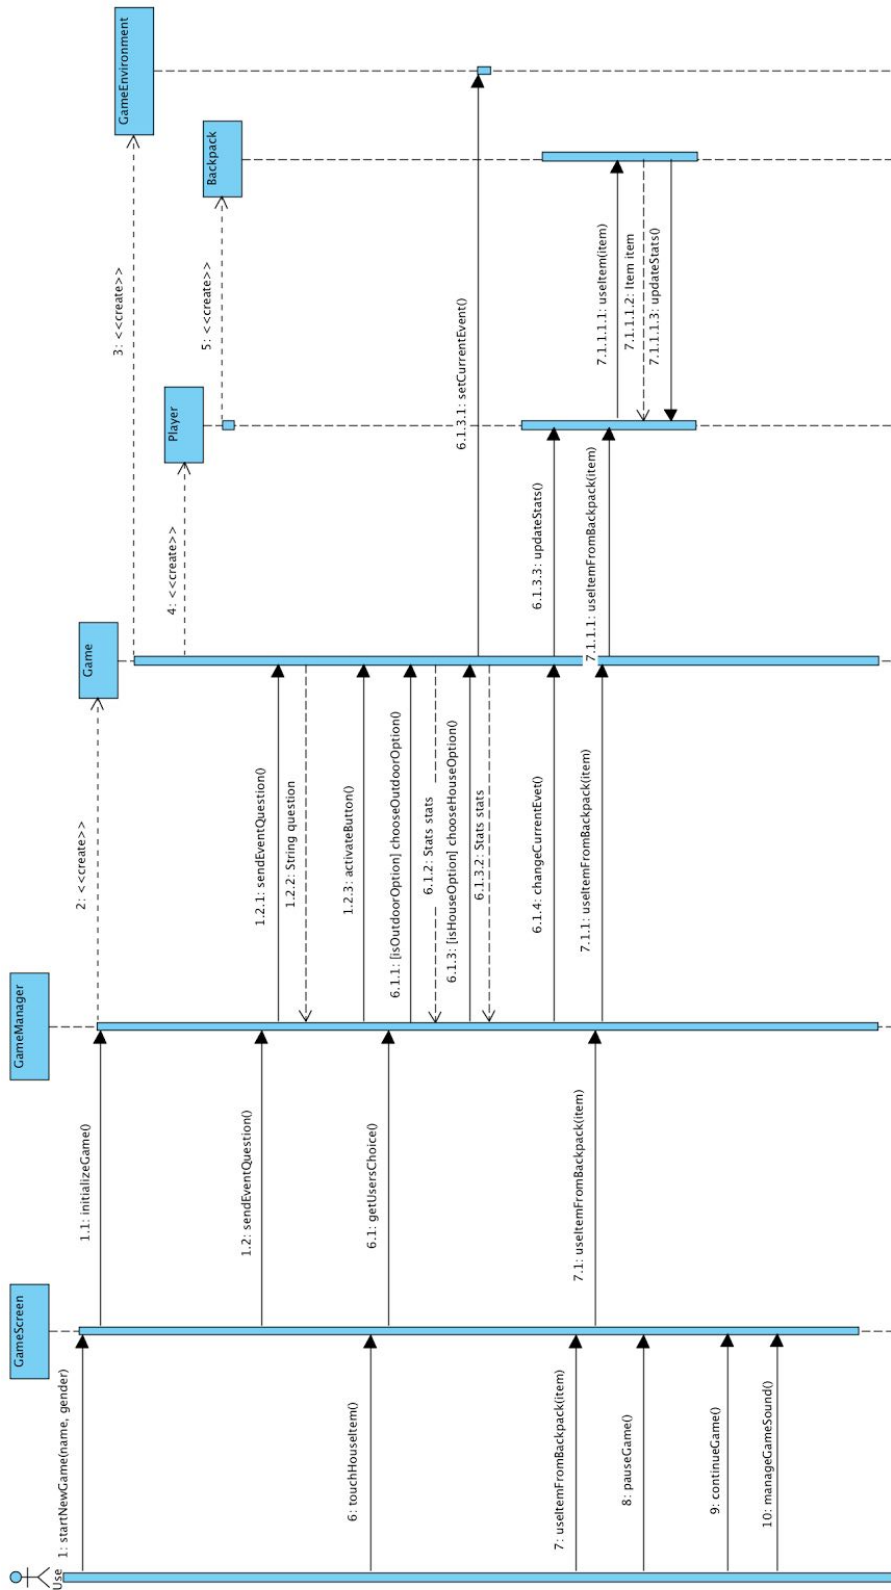 Use
GameScreen
GameManager
Game
Player
Backpack
GameEnvironment
1: startNewGame(name, gender)
1.1: initializeGame()
2: <<create>>
3: <<create>>
4: <<create>>
5: <<create>>
1.2: sendEventQuestion()
1.2.1: sendEventQuestion()
1.2.2: String question
1.2.3: activateButton()
6: touchHouseItem()
6.1: getUsersChoice()
6.1.1: [isOutdoorOption] chooseOutdoorOption()
6.1.2: Stats stats
6.1.3: [isHouseOption] chooseHouseOption()
6.1.3.1: setCurrentEvent()
6.1.3.2: Stats stats
6.1.4: changeCurrentEvet()
6.1.3.3: updateStats()
7: useItemFromBackpack(item)
7.1: useItemFromBackpack(item)
7.1.1: useItemFromBackpack(item)
7.1.1.1: useItemFromBackpack(item)
7.1.1.1.1: useItem(item)
7.1.1.1.2: Item item
7.1.1.1.3: updateStats()
8: pauseGame()
9: continueGame()
10: manageGameSound()